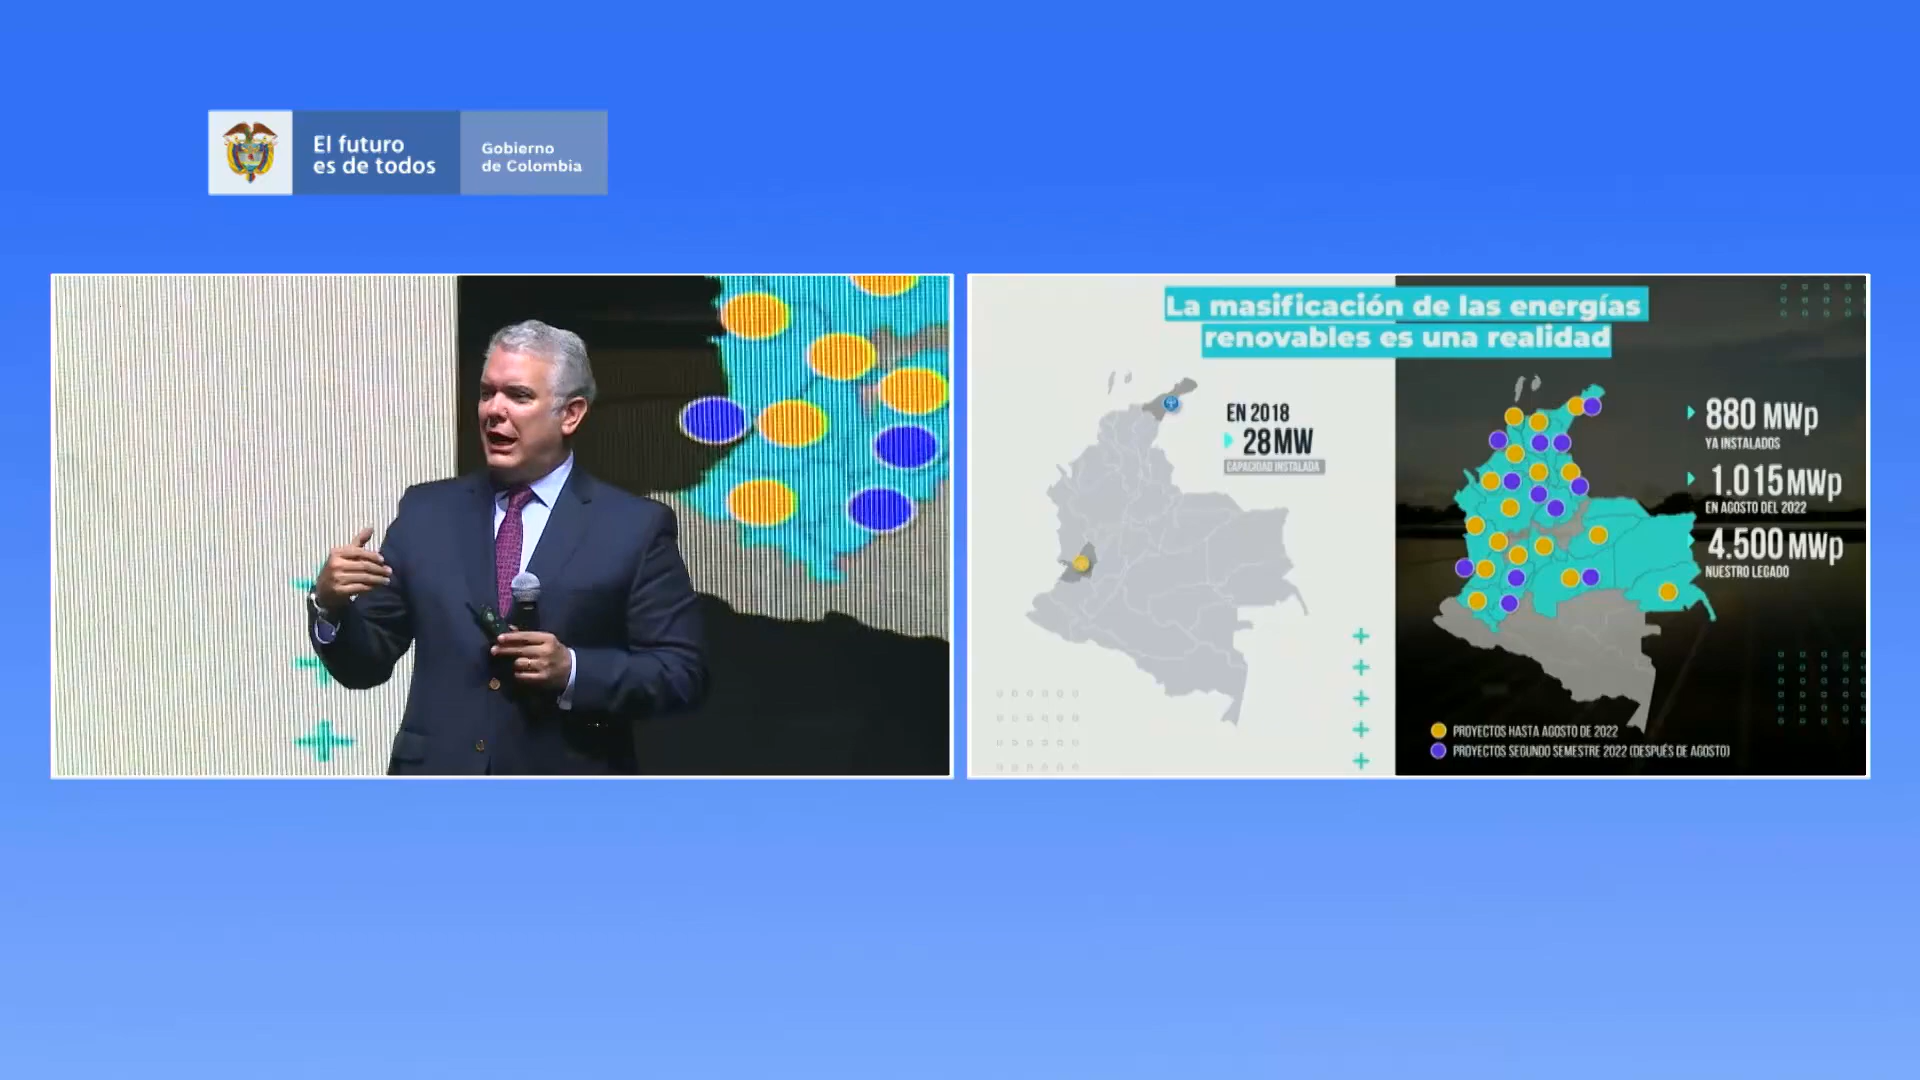 El futuro
es de todos
Gobierno
de Colombia
La masificación de las energías
renovables es una realidad
EN 2018
28 MW
CAPACIDAD INSTALADA
880 MWp
YA INSTALADOS
1.015 MWp
EN AGOSTO DEL 2022
4.500 MWp
NUESTRO LEGADO
PROYECTOS HASTA AGOSTO DE 2022
PROYECTOS SEGUNDO SEMESTRE 2022 (DESPUÉS DE AGOSTO)